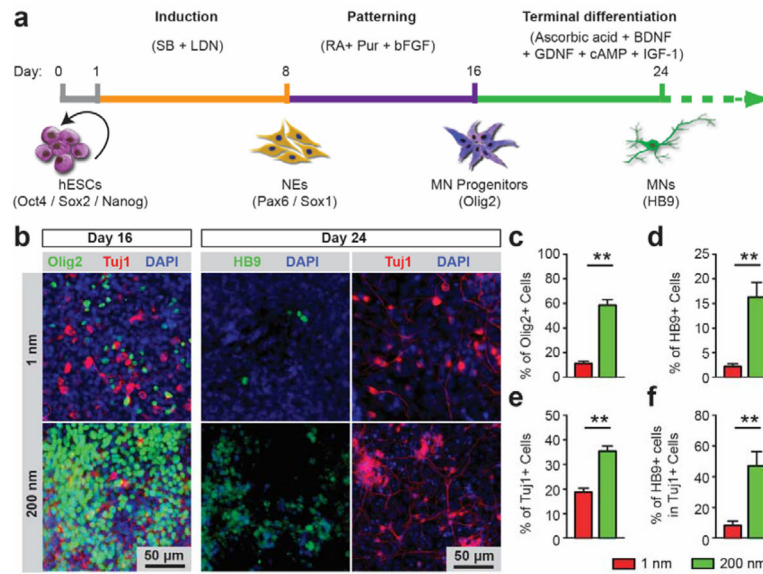 a
Induction
Patterning
Terminal differentiation
(SB + LDN)
(RA+ Pur + bFGF)
(Ascorbic acid + BDNF
+ GDNF + cAMP + IGF-1)
Day:
0
1
8
16
24
hESCs
(Oct4 / Sox2 / Nanog)
NEs
(Pax6 / Sox1)
MN Progenitors
(Olig2)
MNs
(HB9)
b
Day 16
Day 24
Olig2 Tuj1 DAPI
HB9 DAPI
Tuj1
1 nm
200 nm
50 µm
50 µm
c
% of Olig2+ Cells
100
80
60
40
20
0
**
d
% of HB9+ Cells
25
20
15
10
5
0
**
e
% of Tuj1+ Cells
50
40
30
20
10
0
**
f
% of HB9+ cells
in Tuj1+ Cells
80
60
40
20
0
**
1 nm
200 nm